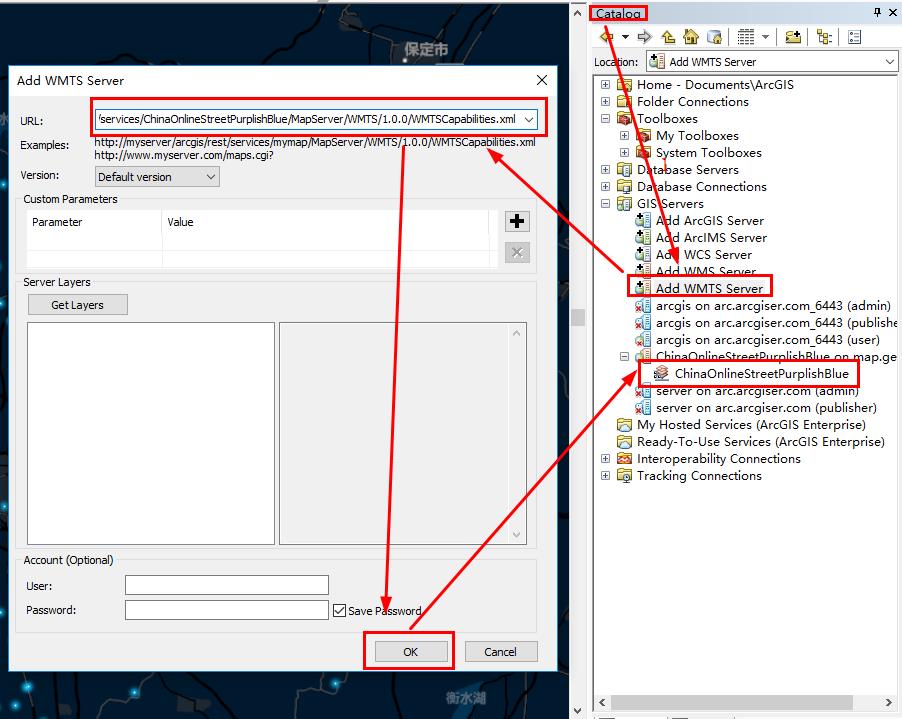 保定市
Add WMTS Server
URL:
/services/ChinaOnlineStreetPurplishBlue/MapServer/WMTS/1.0.0/WMTSCapabilities.xml
Examples:
http://myserver/arcgis/rest/services/mymap/MapServer/WMTS/1.0.0/WMTSCapabilities.xml
http://www.myserver.com/maps.cgi?
Version:
Default version
Custom Parameters
Parameter
Value
Server Layers
Get Layers
Account (Optional)
User:
Password:
Save Password
OK
Cancel
衡水湖
Catalog
Location:
Add WMTS Server
Home - Documents\ArcGIS
Folder Connections
Toolboxes
My Toolboxes
System Toolboxes
1
Database Servers
Database Connections
GIS Servers
Add ArcGIS Server
Add ArcIMS Server
Add WCS Server
Add WMS Server
Add WMTS Server
arcgis on arc.arcgiser.com_6443 (admin)
arcgis on arc.arcgiser.com_6443 (publishe
arcgis on arc.arcgiser.com_6443 (user)
ChinaOnlineStreetPurplishBlue on map.ge
ChinaOnlineStreetPurplishBlue
server on arc.arcgiser.com (admin)
server on arc.arcgiser.com (publisher)
My Hosted Services (ArcGIS Enterprise)
Ready-To-Use Services (ArcGIS Enterprise)
Interoperability Connections
Tracking Connections